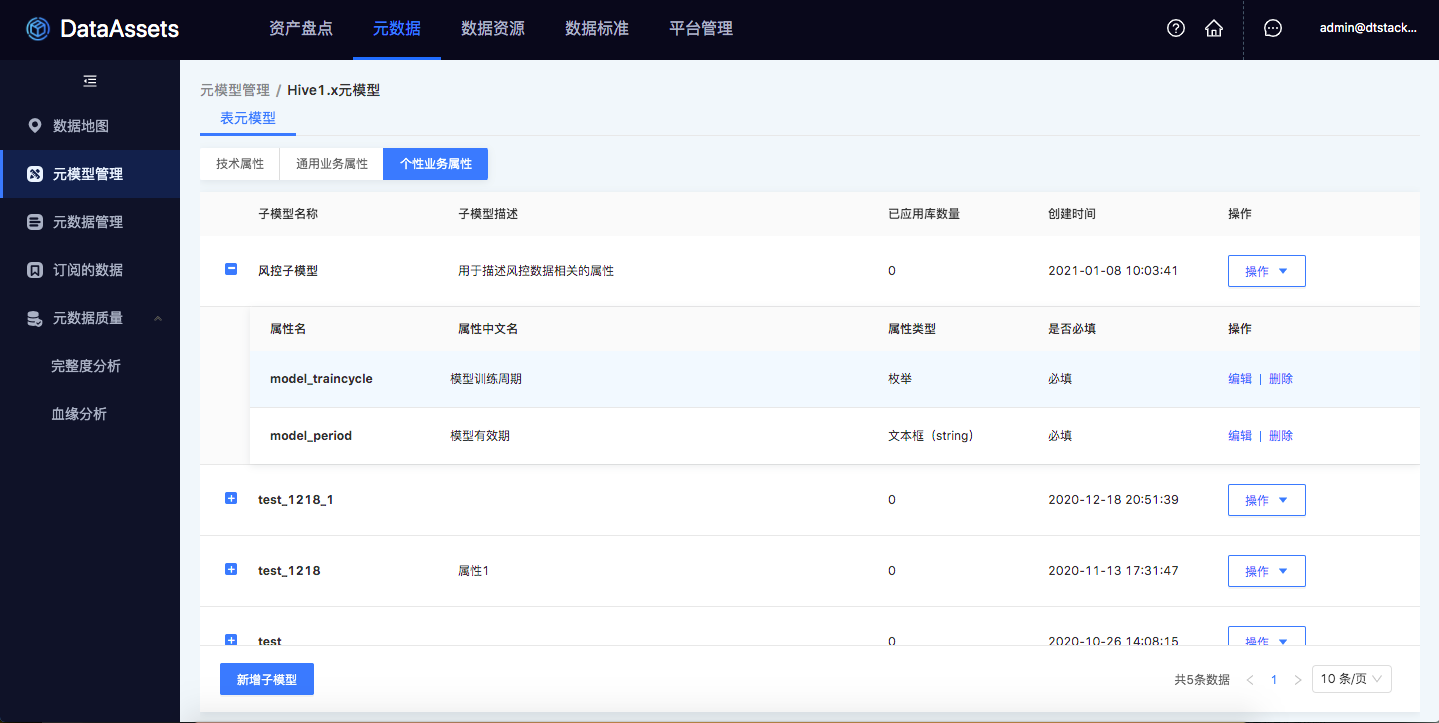 DataAssets 资产盘点 元数据 数据资源 数据标准 平台管理 admin@dtstack...
数据地图
元模型管理
元数据管理
订阅的数据
元数据质量
完整度分析
血缘分析
元模型管理 / Hive1.x元模型
表元模型
技术属性 通用业务属性 个性业务属性
子模型名称 子模型描述 已应用库数量 创建时间 操作
风控子模型 用于描述风控数据相关的属性 0 2021-01-08 10:03:41 操作
属性名 属性中文名 属性类型 是否必填 操作
model_traincycle 模型训练周期 枚举 必填 编辑 | 删除
model_period 模型有效期 文本框（string） 必填 编辑 | 删除
test_1218_1 0 2020-12-18 20:51:39 操作
test_1218 属性1 0 2020-11-13 17:31:47 操作
test 0 2020-10-26 14:08:15 操作
新增子模型 共5条数据 < 1 > 10 条/页